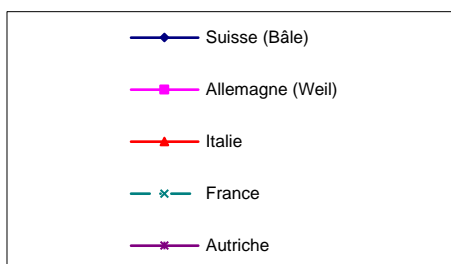 Suisse (Bâle)
Allemagne (Weil)
Italie
France
Autriche